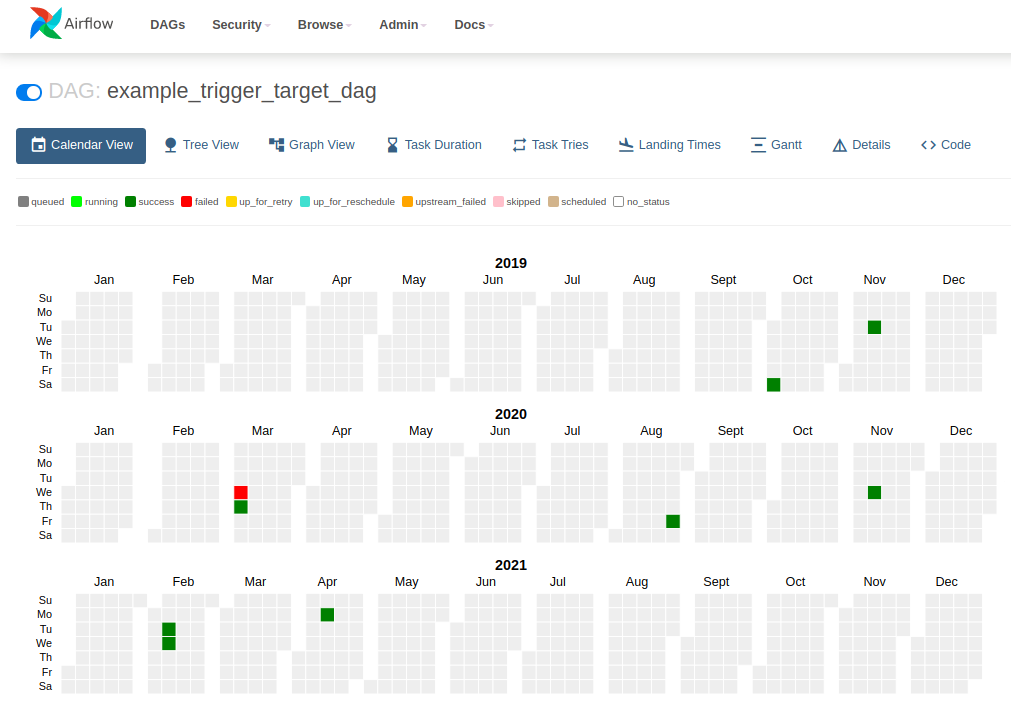 Airflow DAGs Security Browse Admin Docs
DAG: example_trigger_target_dag
Calendar View Tree View Graph View Task Duration Task Tries Landing Times Gantt Details Code
queued running success failed up_for_retry up_for_reschedule upstream_failed skipped scheduled no_status
2019
Jan Feb Mar Apr May Jun Jul Aug Sept Oct Nov Dec
Su
Mo
Tu
We
Th
Fr
Sa
2020
Jan Feb Mar Apr May Jun Jul Aug Sept Oct Nov Dec
Su
Mo
Tu
We
Th
Fr
Sa
2021
Jan Feb Mar Apr May Jun Jul Aug Sept Oct Nov Dec
Su
Mo
Tu
We
Th
Fr
Sa